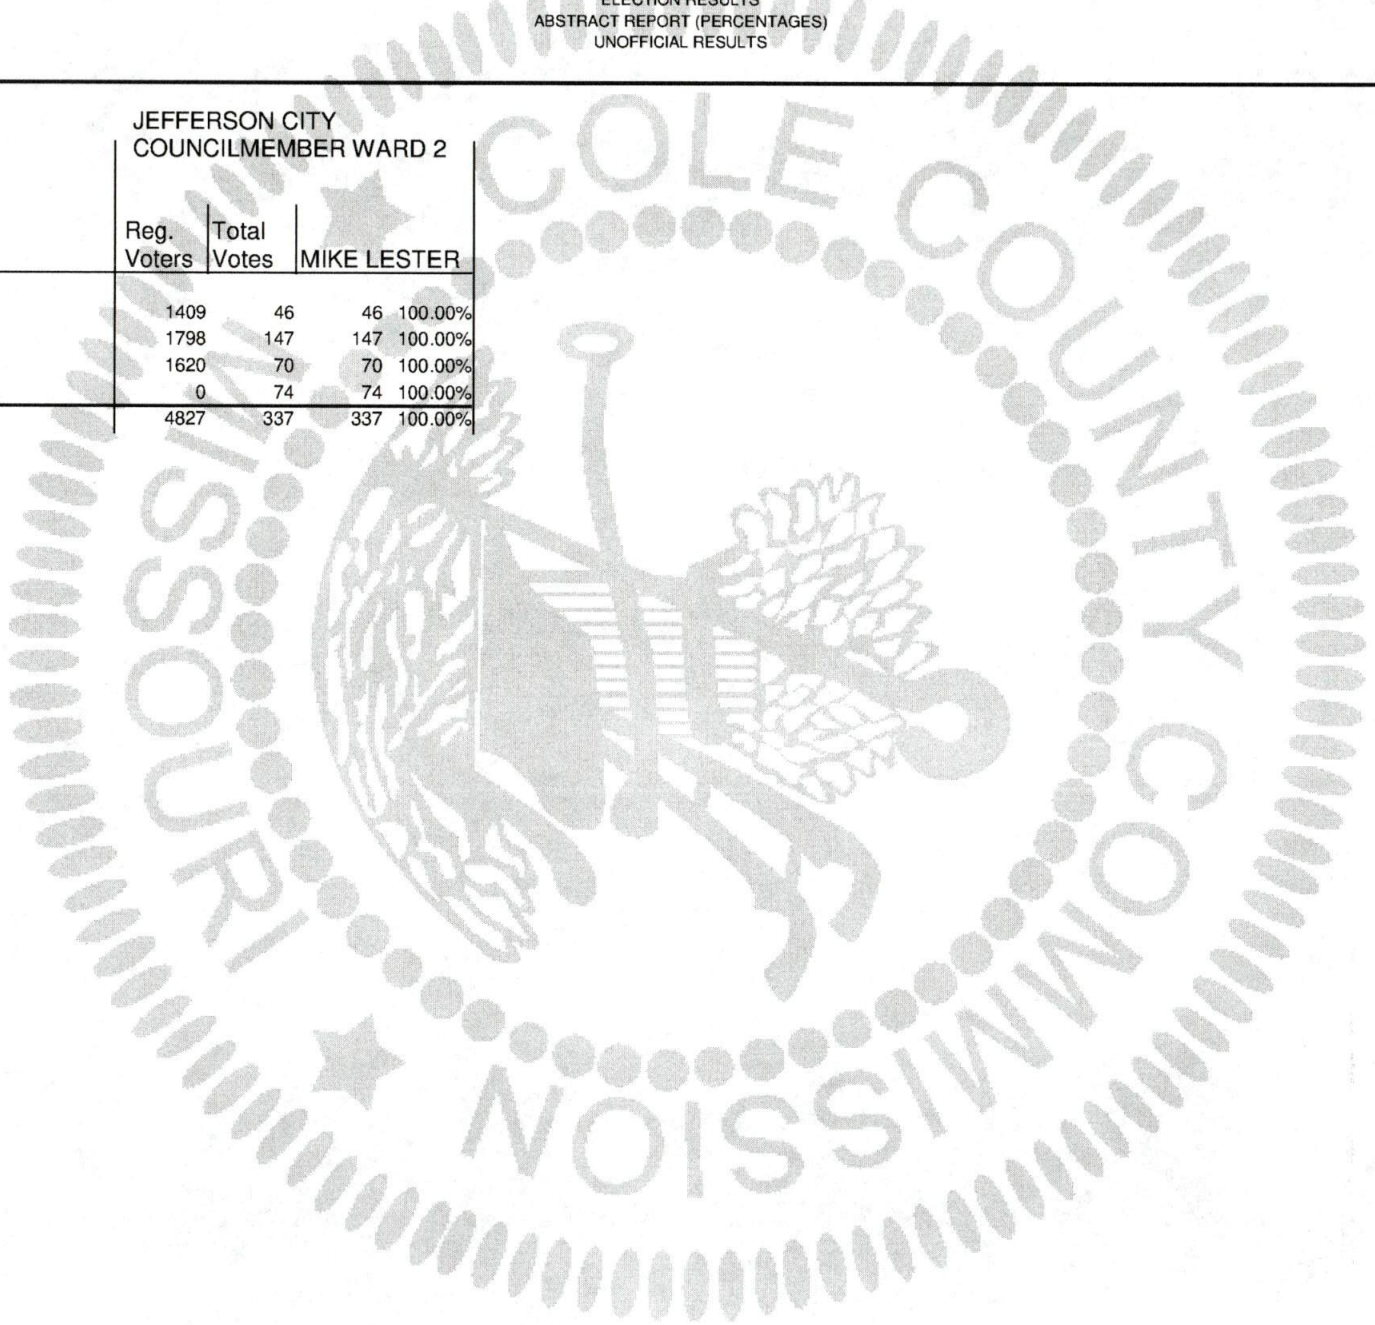 ELECTION RESULTS
ABSTRACT REPORT (PERCENTAGES)
UNOFFICIAL RESULTS
JEFFERSON CITY
COUNCILMEMBER WARD 2
Reg. Total
Voters Votes MIKE LESTER
1409 46 46 100.00%
1798 147 147 100.00%
1620 70 70 100.00%
0 74 74 100.00%
4827 337 337 100.00%
COLE COUNTY COMMISSION
MISSOURI